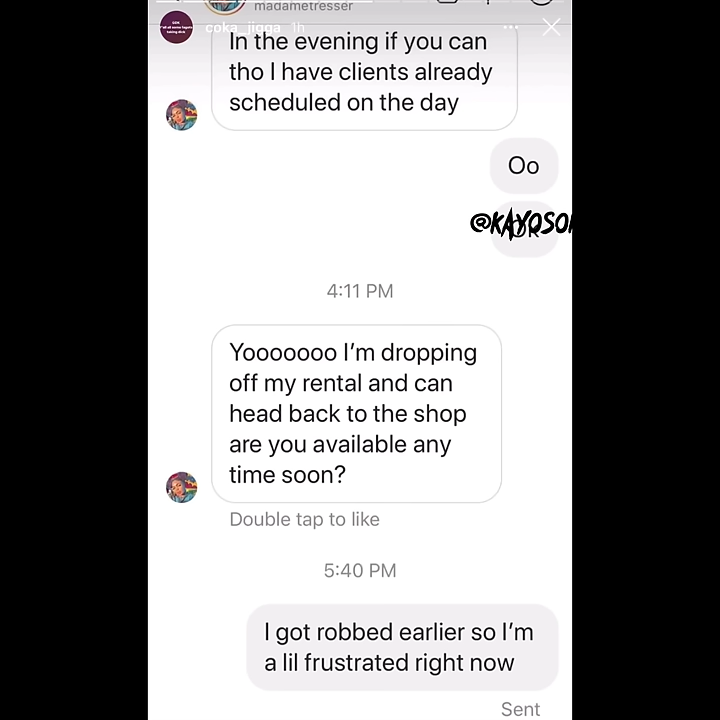 madametresser
coka_jigga 1h
In the evening if you can
tho I have clients already
scheduled on the day
Oo
Ok
@KAYOSO
4:11 PM
Yooooooo I’m dropping
off my rental and can
head back to the shop
are you available any
time soon?
Double tap to like
5:40 PM
I got robbed earlier so I’m
a lil frustrated right now
Sent